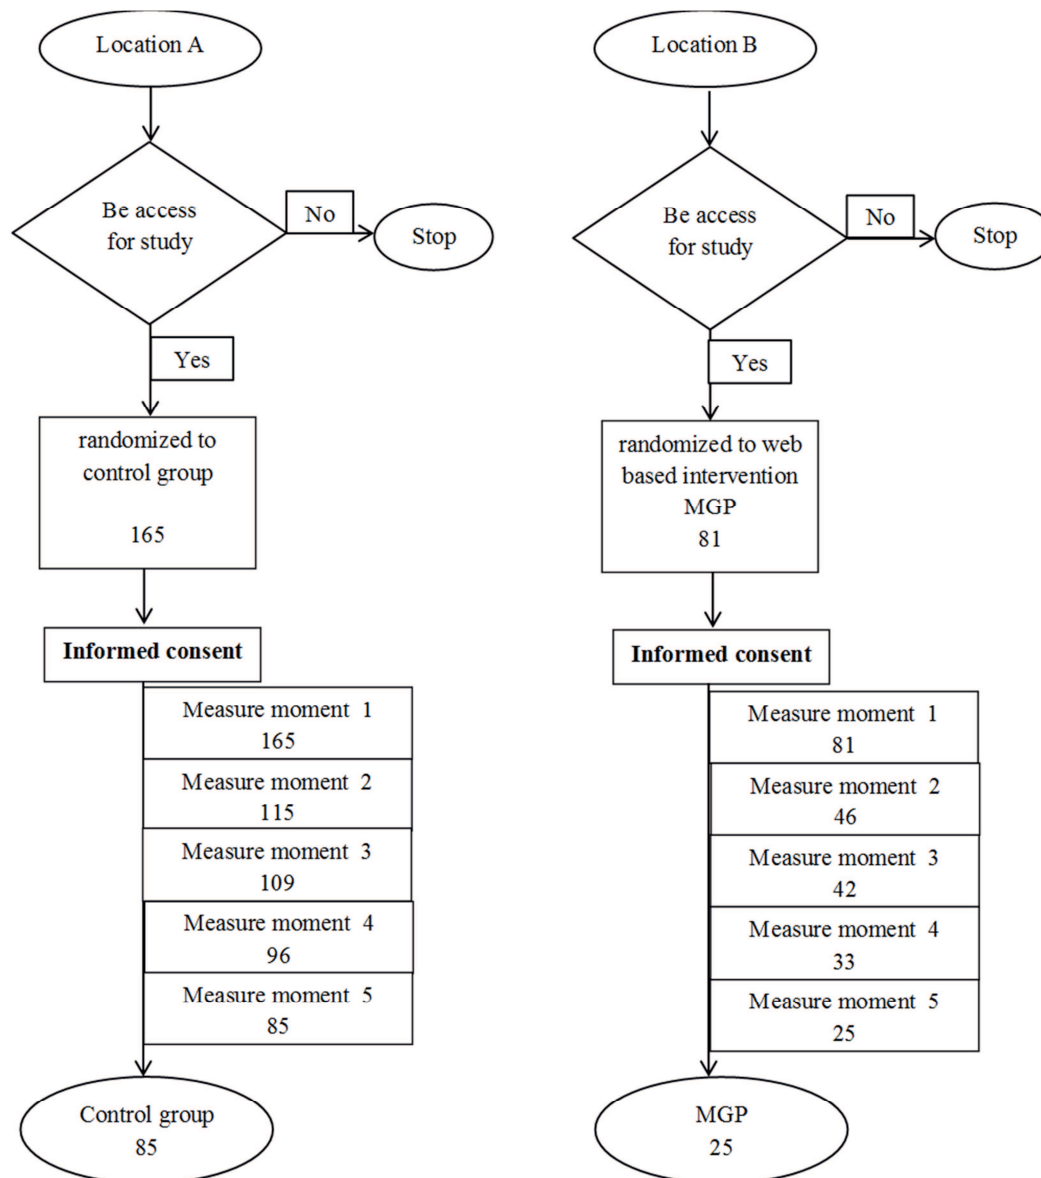 Location A
Be access
for study
No
Stop
Yes
randomized to
control group
165
Informed consent
Measure moment 1
165
Measure moment 2
115
Measure moment 3
109
Measure moment 4
96
Measure moment 5
85
Control group
85
Location B
Be access
for study
No
Stop
Yes
randomized to web
based intervention
MGP
81
Informed consent
Measure moment 1
81
Measure moment 2
46
Measure moment 3
42
Measure moment 4
33
Measure moment 5
25
MGP
25